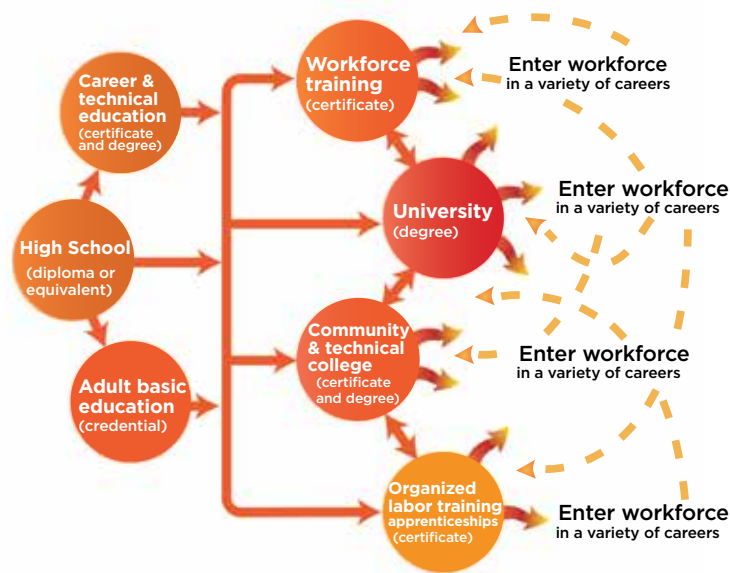 Career &
technical
education
(certificate
and degree)
High School
(diploma or
equivalent)
Adult basic
education
(credential)
Workforce
training
(certificate)
University
(degree)
Community
& technical
college
(certificate
and degree)
Organized
labor training
apprenticeships
(certificate)
Enter workforce
in a variety of careers
Enter workforce
in a variety of careers
Enter workforce
in a variety of careers
Enter workforce
in a variety of careers